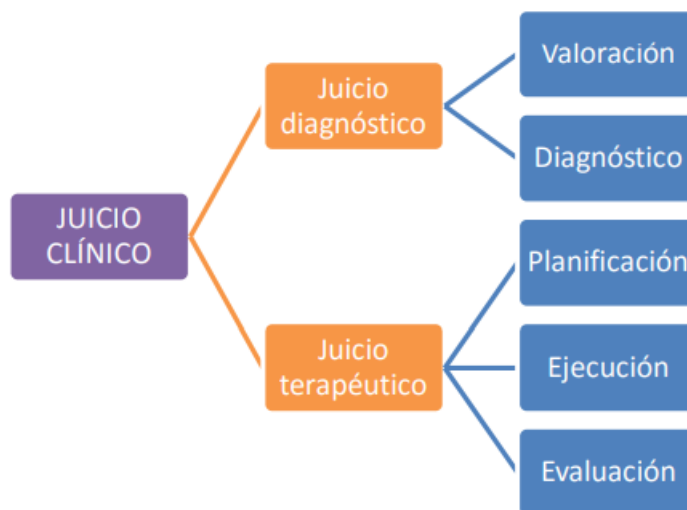 JUICIO
CLÍNICO
Juicio
diagnóstico
Valoración
Diagnóstico
Juicio
terapéutico
Planificación
Ejecución
Evaluación